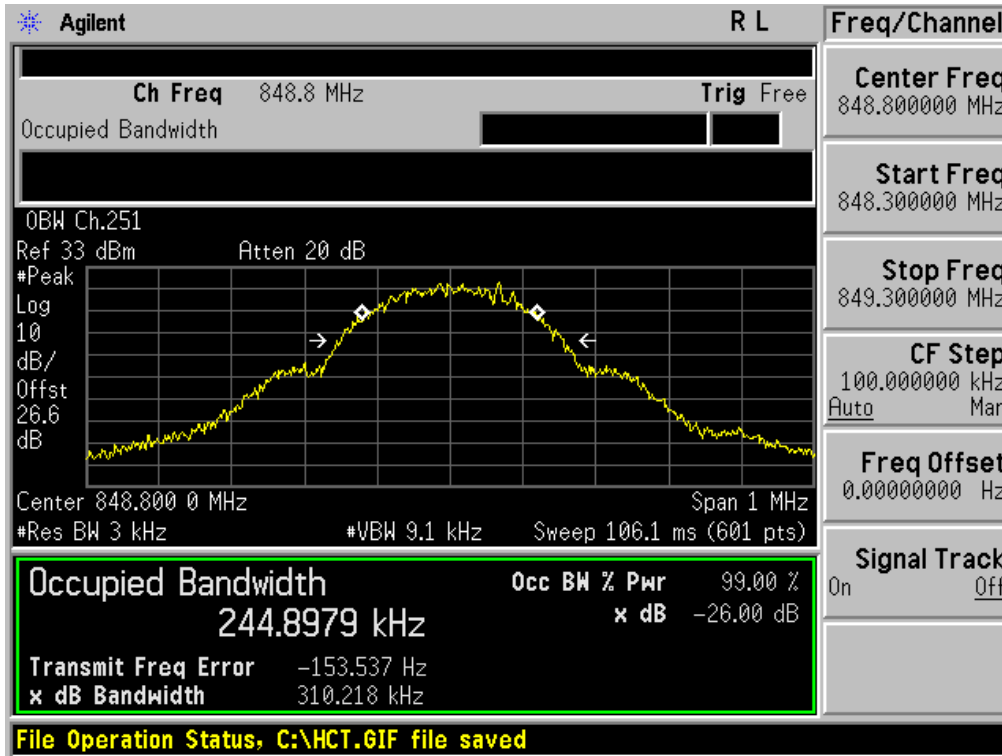 Agilent R L Freq/Channel
Ch Freq 848.8 MHz Trig Free
Occupied Bandwidth
Center Freq
848.800000 MHz
Start Freq
848.300000 MHz
Stop Freq
849.300000 MHz
CF Step
100.000000 kHz
Auto Man
Freq Offset
0.00000000 Hz
Signal Track
On Off
OBW Ch.251
Ref 33 dBm Atten 20 dB
#Peak
Log
10
dB/
Offst
26.6
dB
Center 848.800 0 MHz Span 1 MHz
#Res BW 3 kHz #VBW 9.1 kHz Sweep 106.1 ms (601 pts)
Occupied Bandwidth Occ BW % Pwr 99.00 %
244.8979 kHz x dB -26.00 dB
Transmit Freq Error -153.537 Hz
x dB Bandwidth 310.218 kHz
File Operation Status, C:\HCT.GIF file saved